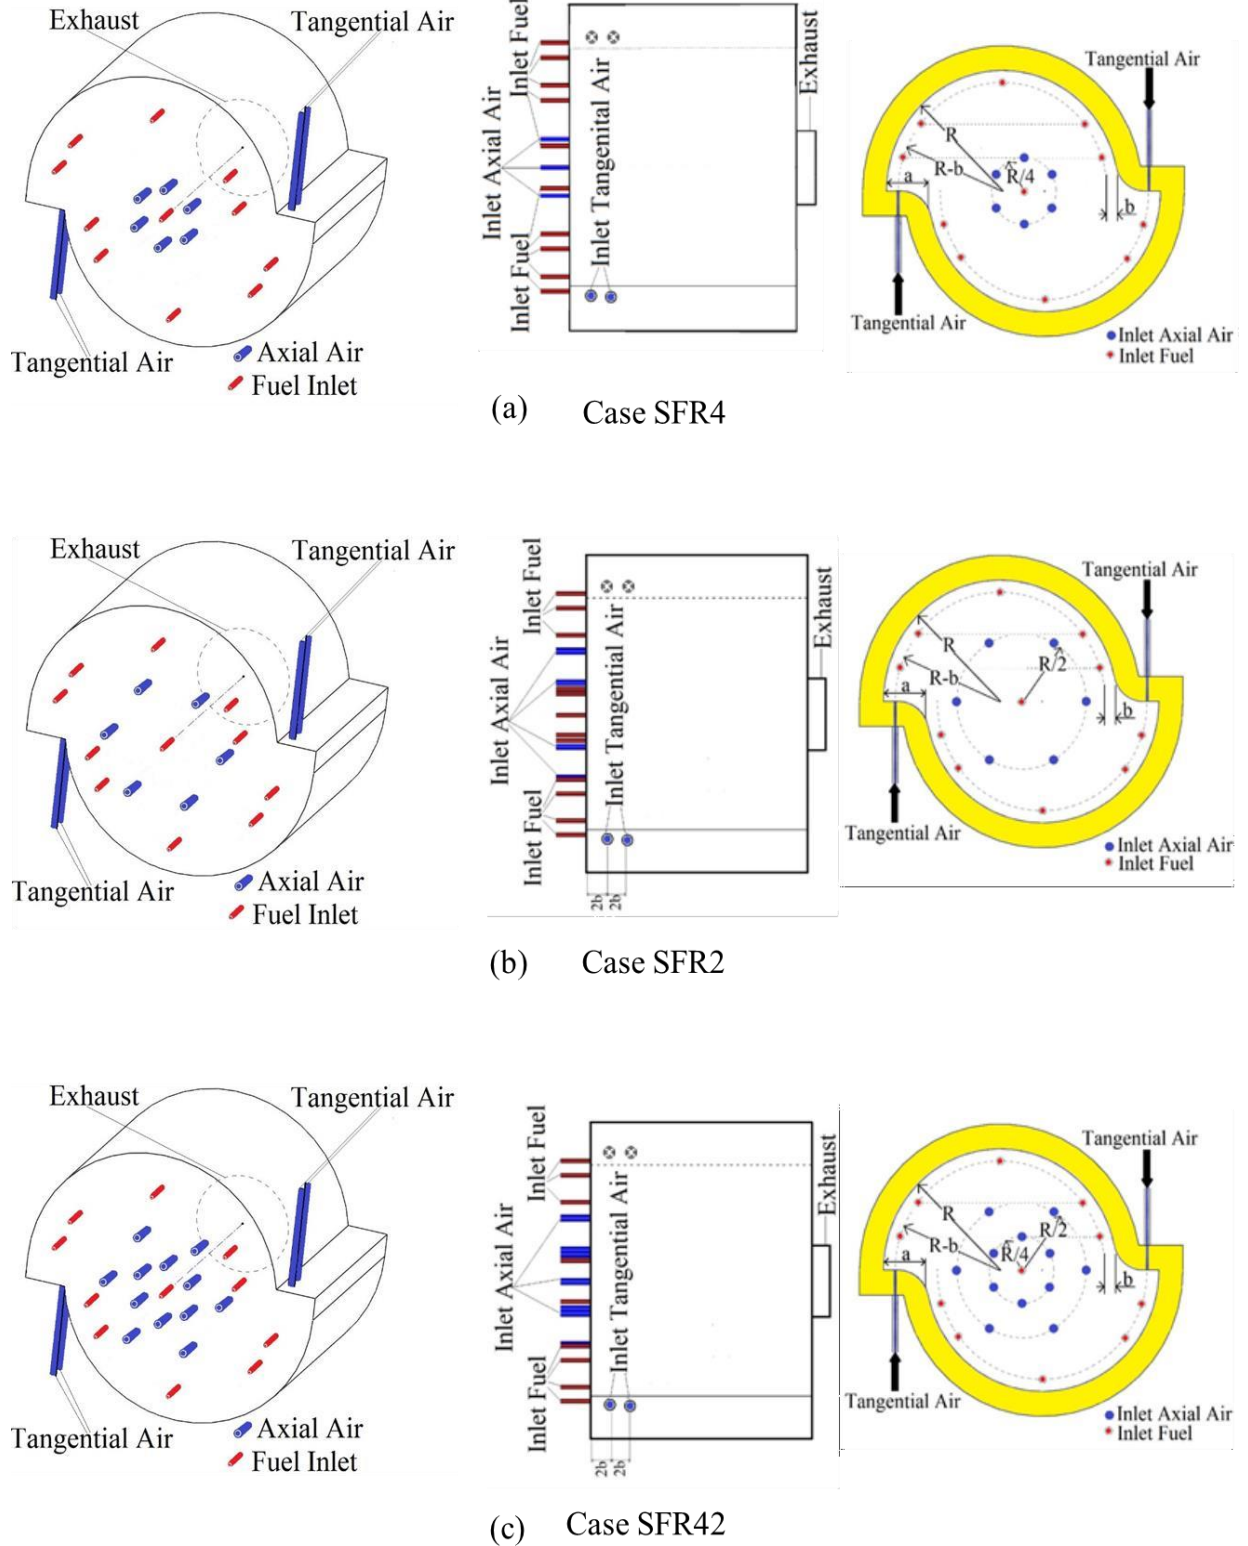 Exhaust
Tangential Air
Tangential Air
Axial Air
Fuel Inlet
Inlet Fuel
Inlet Axial Air
Inlet Fuel
Inlet Tangenital Air
Exhaust
Tangential Air
R
R-b
R/4
a
b
Tangential Air
Inlet Axial Air
Inlet Fuel
(a) Case SFR4
Exhaust
Tangential Air
Tangential Air
Axial Air
Fuel Inlet
Inlet Fuel
Inlet Axial Air
Inlet Fuel
Inlet Tangential Air
Exhaust
2b
2b
Tangential Air
R
R-b
R/2
a
b
Tangential Air
Inlet Axial Air
Inlet Fuel
(b) Case SFR2
Exhaust
Tangential Air
Tangential Air
Axial Air
Fuel Inlet
Inlet Fuel
Inlet Axial Air
Inlet Fuel
Inlet Tangential Air
Exhaust
2b
2b
Tangential Air
R
R-b
R/4
R/2
a
b
Tangential Air
Inlet Axial Air
Inlet Fuel
(c) Case SFR42